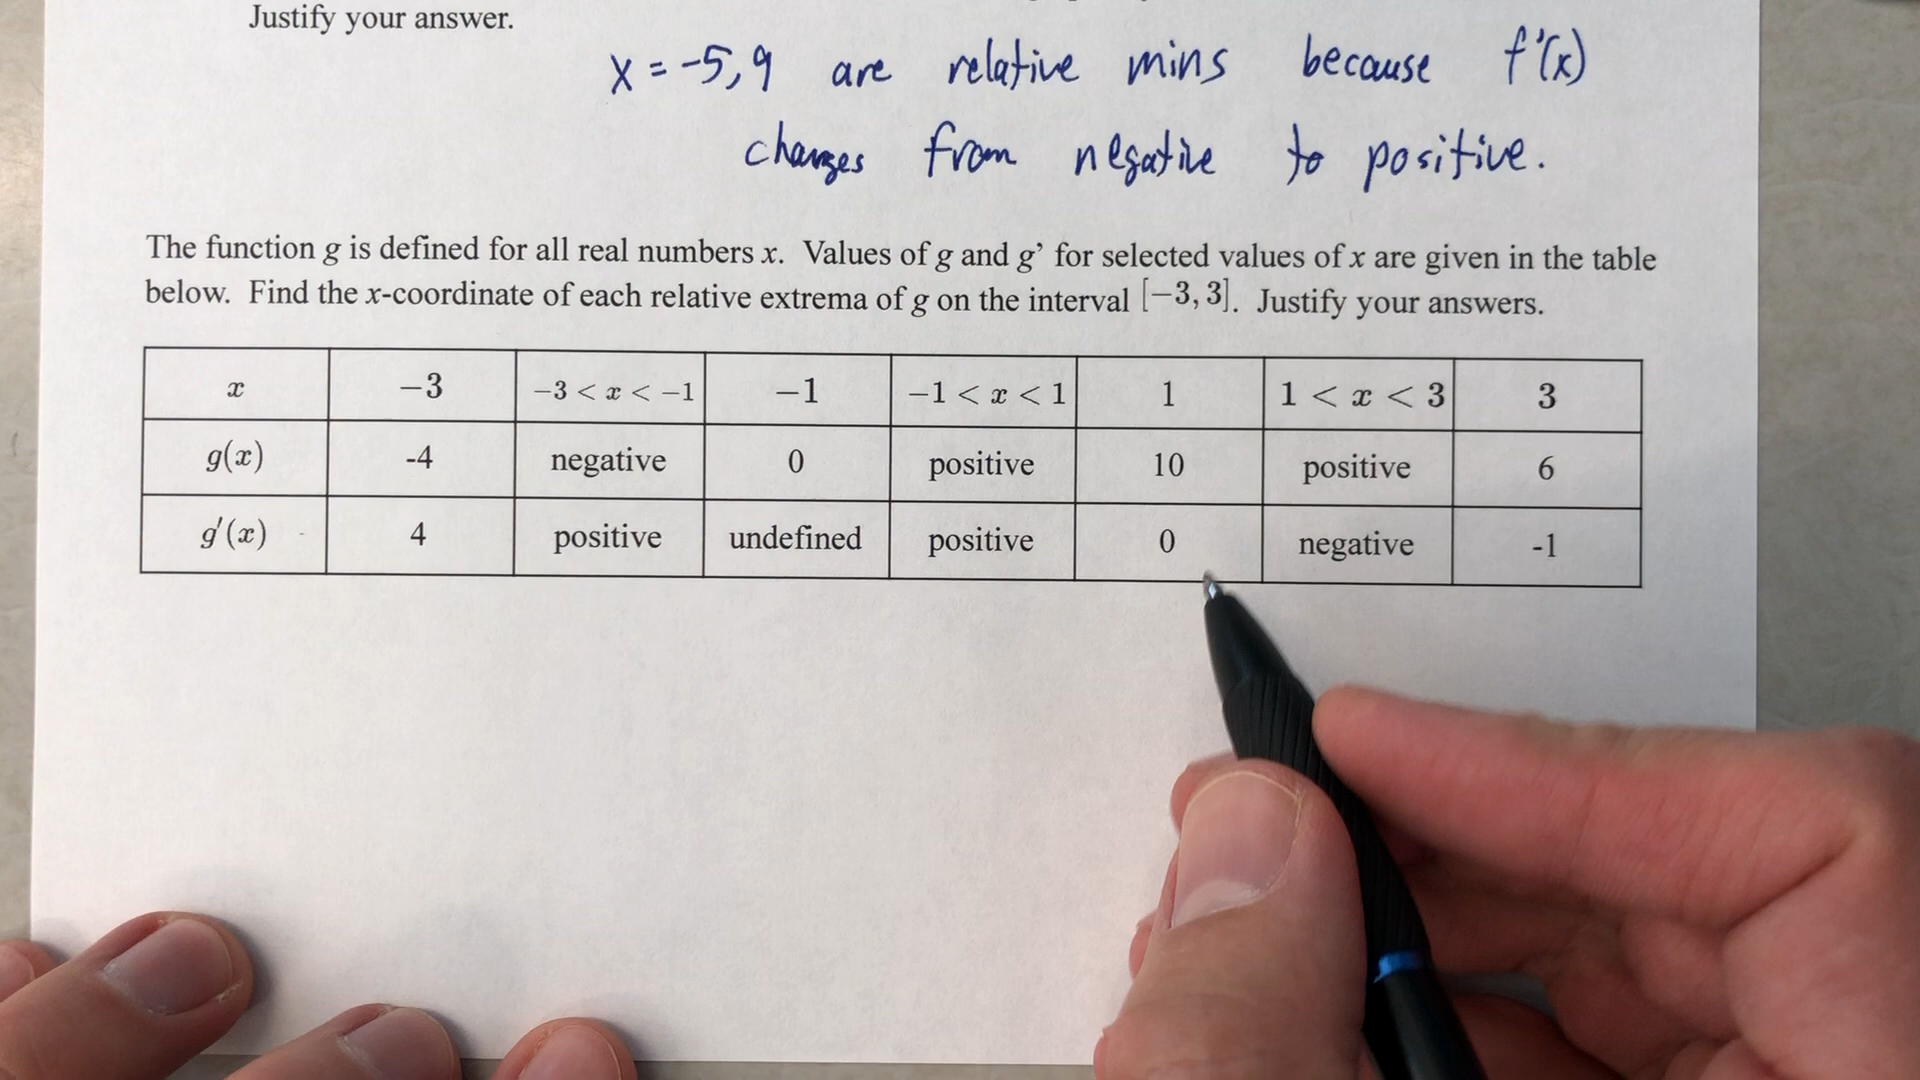 Justify your answer.
x = -5, 9 are relative mins because f'(x)
changes from negative to positive.
The function g is defined for all real numbers x. Values of g and g’ for selected values of x are given in the table
below. Find the x-coordinate of each relative extrema of g on the interval [−3, 3]. Justify your answers.
x −3 −3 < x < −1 −1 −1 < x < 1 1 1 < x < 3 3
g(x) -4 negative 0 positive 10 positive 6
g′(x) 4 positive undefined positive 0 negative -1